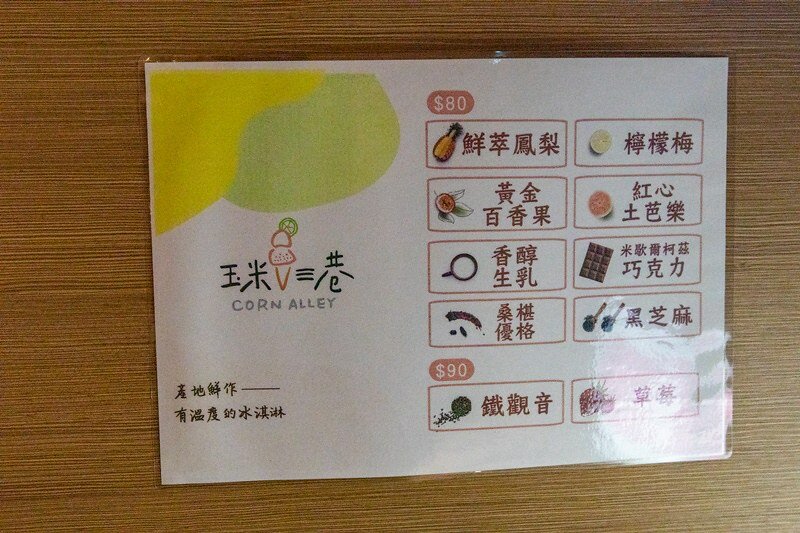 $80
鮮萃鳳梨
檸檬梅
黃金
百香果
紅心
土芭樂
香醇
生乳
米歇爾柯茲
巧克力
桑椹
優格
黑芝麻
$90
鐵觀音
草莓
玉米三巷
CORN ALLEY
產地鮮作——
有溫度的冰淇淋